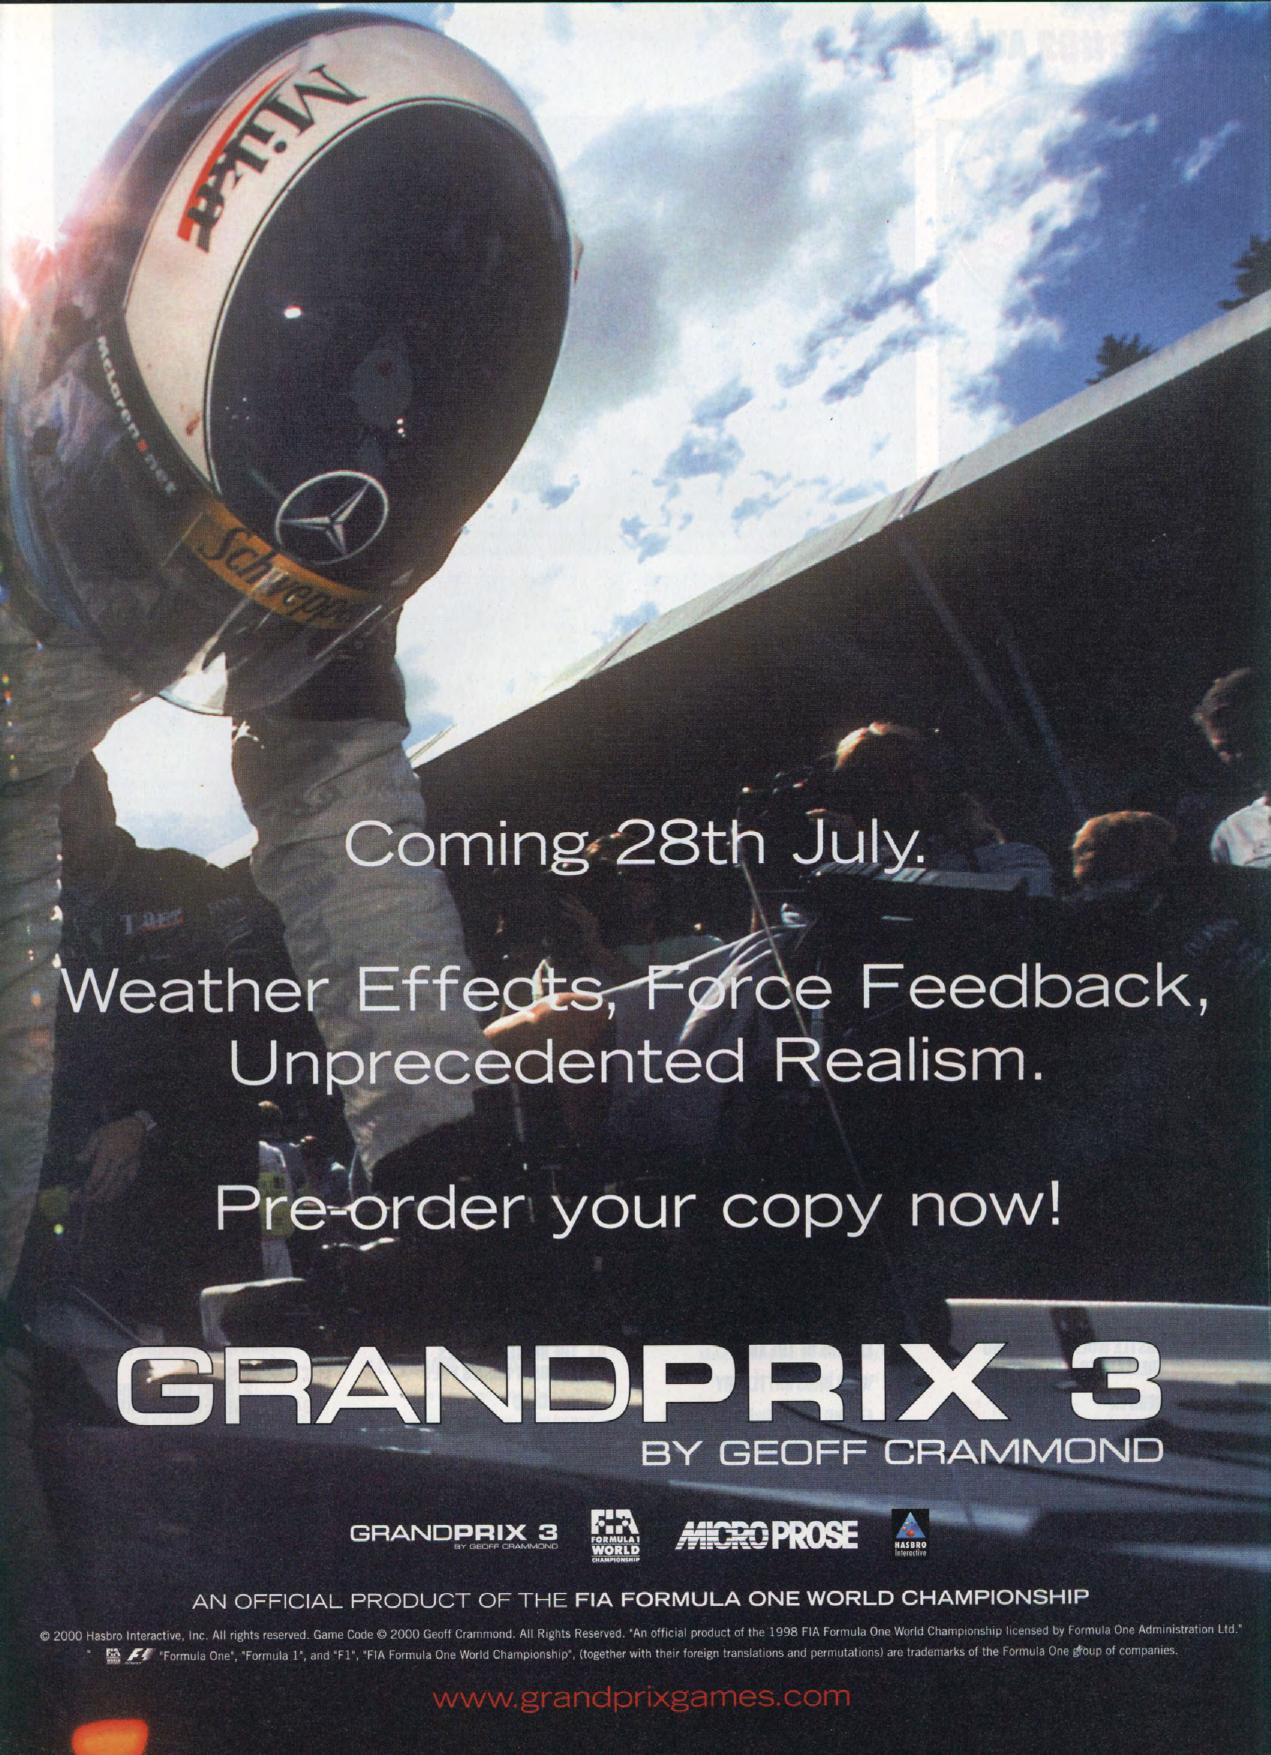 Mika
McLaren.net
Schweppes
Coming 28th July.
Weather Effects, Force Feedback,
Unprecedented Realism.
Pre-order your copy now!
GRANDPRIX 3
BY GEOFF CRAMMOND
GRANDPRIX 3
BY GEOFF CRAMMOND
FIA
FORMULA 1
WORLD
CHAMPIONSHIP
MICROPROSE
HASBRO
Interactive
AN OFFICIAL PRODUCT OF THE FIA FORMULA ONE WORLD CHAMPIONSHIP
© 2000 Hasbro Interactive, Inc. All rights reserved. Game Code © 2000 Geoff Crammond. All Rights Reserved. "An official product of the 1998 FIA Formula One World Championship licensed by Formula One Administration Ltd."
" FIA F1 "Formula One", "Formula 1", and "F1", "FIA Formula One World Championship", (together with their foreign translations and permutations) are trademarks of the Formula One group of companies.
www.grandprixgames.com